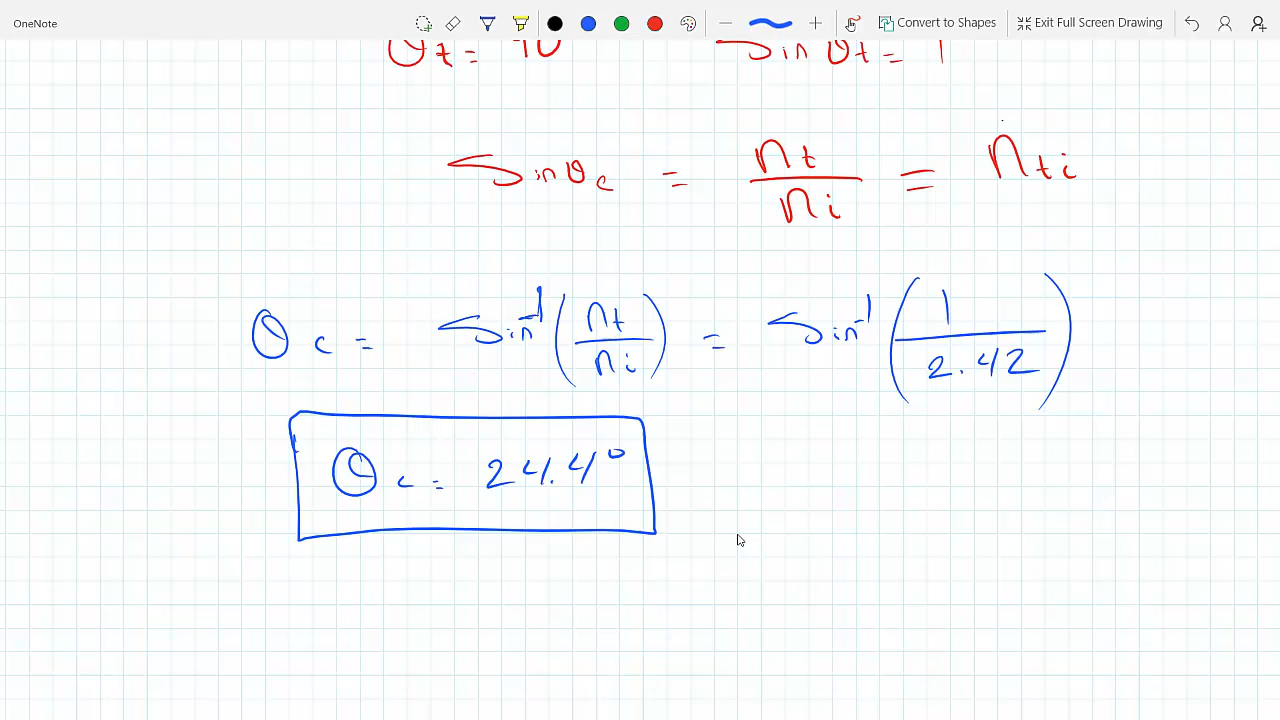 OneNote
Convert to Shapes
Exit Full Screen Drawing
θt = 90 Sin θt = 1
Sin θc = nt/ni = nti
θc = Sin⁻¹(nt/ni) = Sin⁻¹(1/2.42)
θc = 24.4°